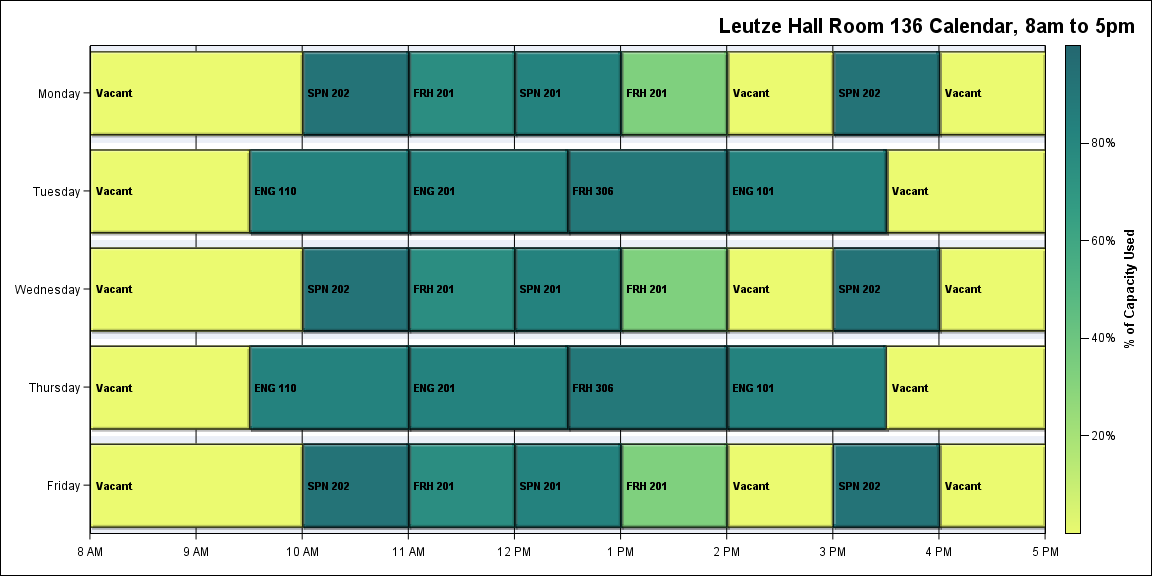 Leutze Hall Room 136 Calendar, 8am to 5pm
Monday
Vacant
SPN 202
FRH 201
SPN 201
FRH 201
Vacant
SPN 202
Vacant
Tuesday
Vacant
ENG 110
ENG 201
FRH 306
ENG 101
Vacant
Wednesday
Vacant
SPN 202
FRH 201
SPN 201
FRH 201
Vacant
SPN 202
Vacant
Thursday
Vacant
ENG 110
ENG 201
FRH 306
ENG 101
Vacant
Friday
Vacant
SPN 202
FRH 201
SPN 201
FRH 201
Vacant
SPN 202
Vacant
8 AM
9 AM
10 AM
11 AM
12 PM
1 PM
2 PM
3 PM
4 PM
5 PM
80%
60%
40%
20%
% of Capacity Used